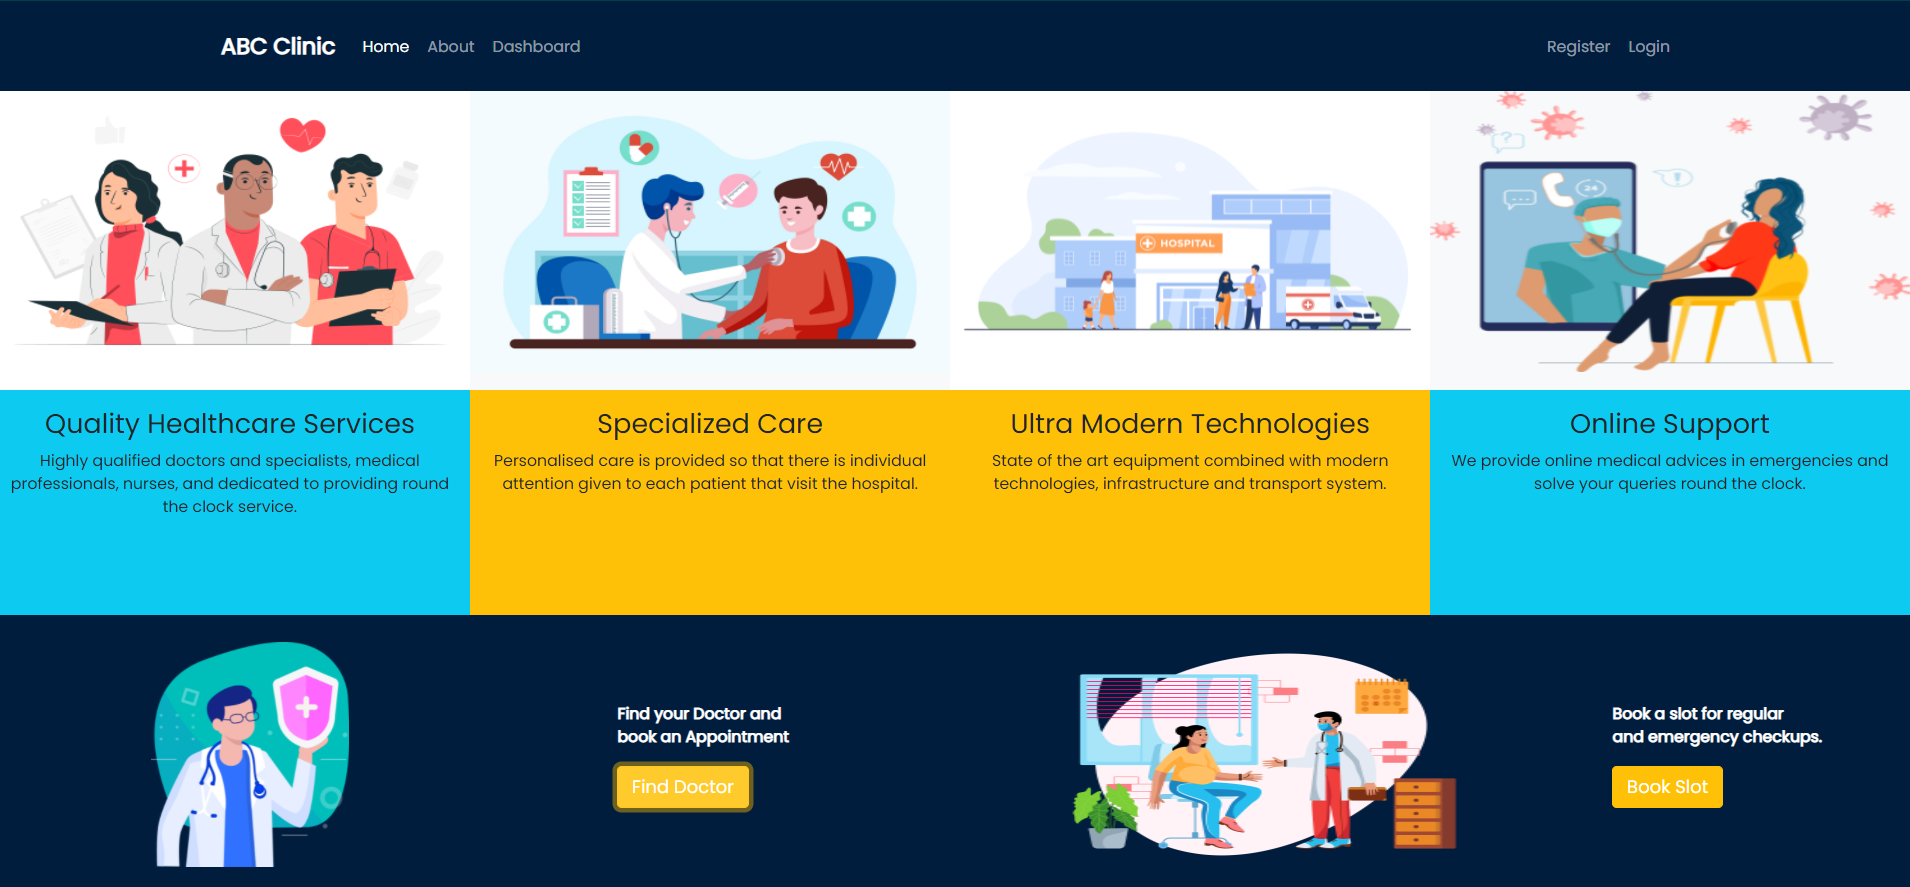 ABC Clinic Home About Dashboard Register Login
24
HOSPITAL
Quality Healthcare Services
Highly qualified doctors and specialists, medical
professionals, nurses, and dedicated to providing round
the clock service.
Specialized Care
Personalised care is provided so that there is individual
attention given to each patient that visit the hospital.
Ultra Modern Technologies
State of the art equipment combined with modern
technologies, infrastructure and transport system.
Online Support
We provide online medical advices in emergencies and
solve your queries round the clock.
Find your Doctor and
book an Appointment
Find Doctor
Book a slot for regular
and emergency checkups.
Book Slot